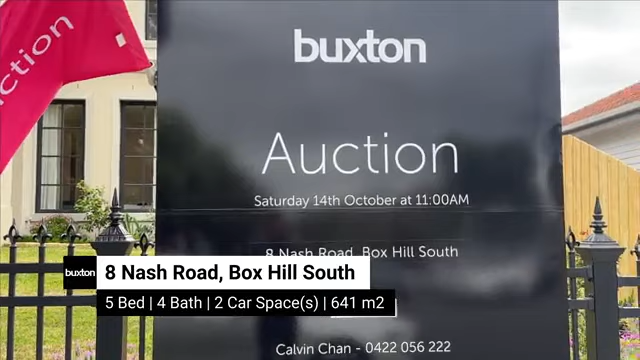 ction
buxton
Auction
Saturday 14th October at 11:00AM
8 Nash Road, Box Hill South
buxton
8 Nash Road, Box Hill South
5 Bed | 4 Bath | 2 Car Space(s) | 641 m2
Calvin Chan - 0422 056 222